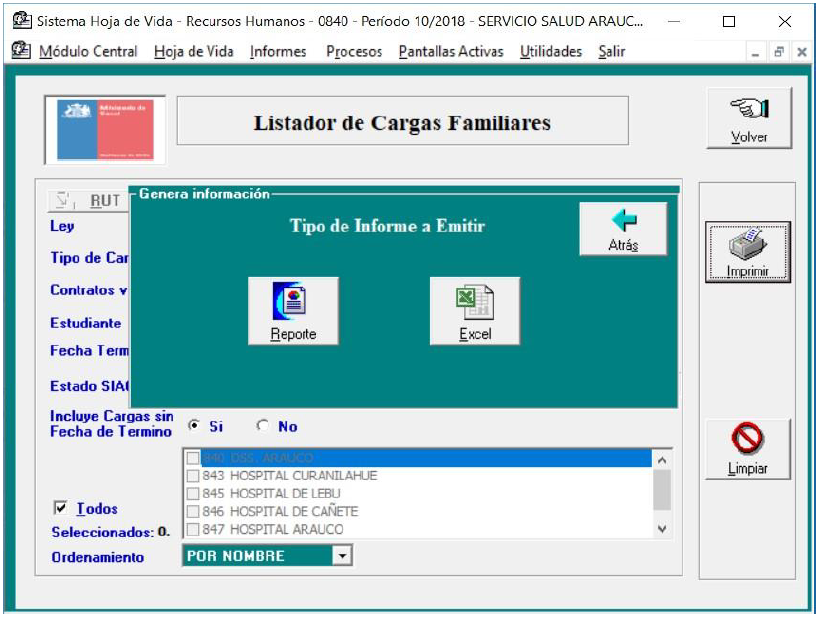 Sistema Hoja de Vida - Recursos Humanos - 0840 - Período 10/2018 - SERVICIO SALUD ARAUC...
Módulo Central Hoja de Vida Informes Procesos Pantallas Activas Utilidades Salir
Ministerio de
Salud
Listador de Cargas Familiares
Volver
RUT
Genera información
Ley
Tipo de Informe a Emitir
Atrás
Tipo de Car
Contratos v
Estudiante
Reporte
Excel
Imprimir
Fecha Term
Estado SIA
Incluye Cargas sin
Fecha de Termino
Si No
840 DSS. ARAUCO
843 HOSPITAL CURANILAHUE
845 HOSPITAL DE LEBU
846 HOSPITAL DE CAÑETE
847 HOSPITAL ARAUCO
Limpiar
Todos
Seleccionados: 0.
Ordenamiento
POR NOMBRE